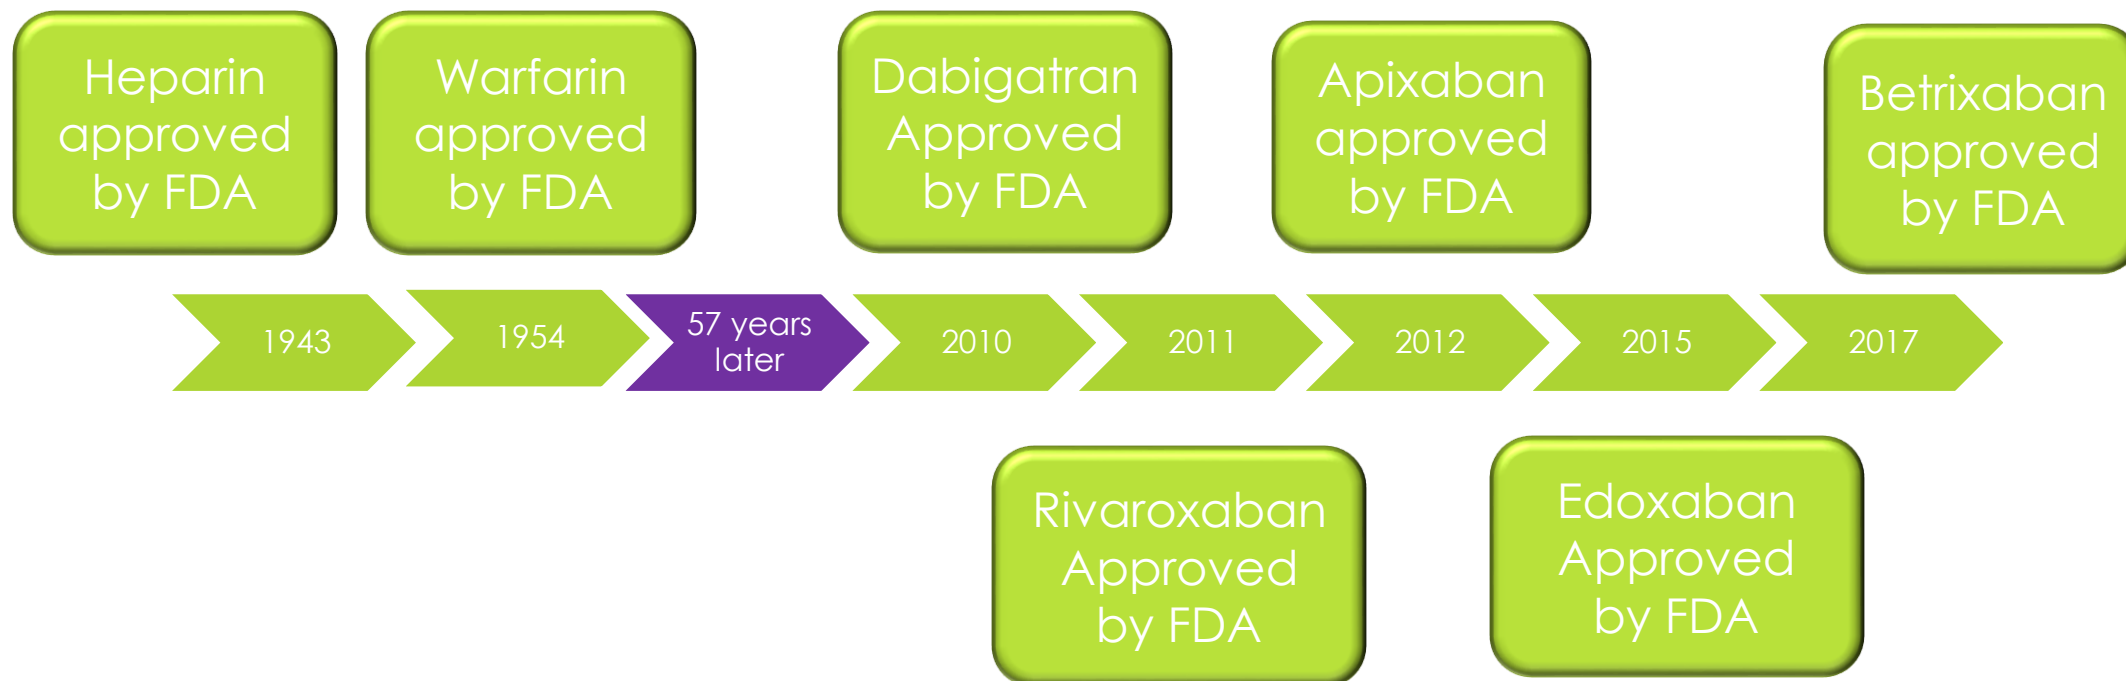 Heparin
approved
by FDA
Warfarin
approved
by FDA
Dabigatran
Approved
by FDA
Apixaban
approved
by FDA
Betrixaban
approved
by FDA
1943
1954
57 years
later
2010
2011
2012
2015
2017
Rivaroxaban
Approved
by FDA
Edoxaban
Approved
by FDA